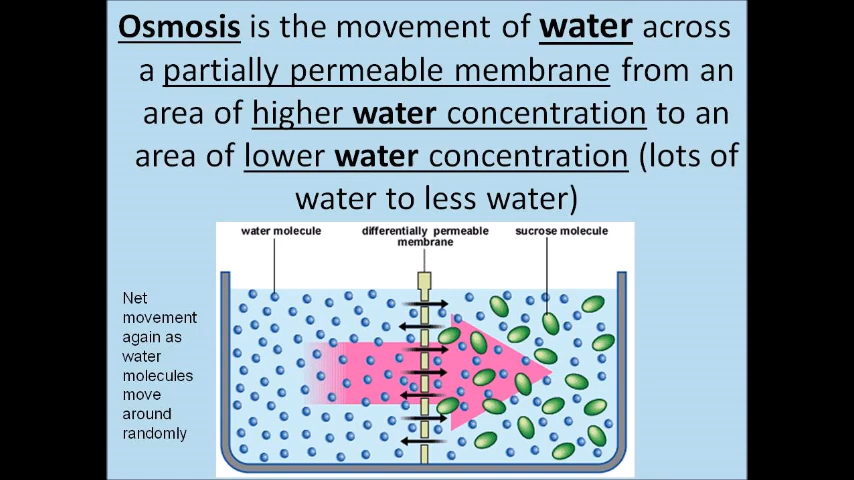 Osmosis is the movement of water across
a partially permeable membrane from an
area of higher water concentration to an
area of lower water concentration (lots of
water to less water)
water molecule
differentially permeable
membrane
sucrose molecule
Net
movement
again as
water
molecules
move
around
randomly